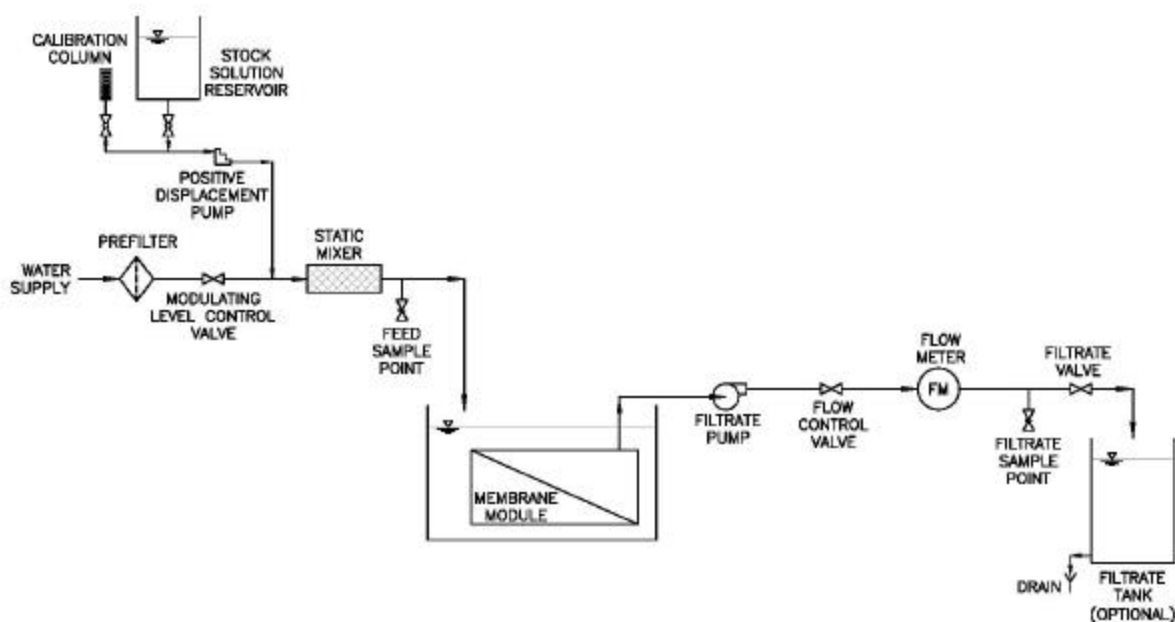 CALIBRATION
COLUMN
STOCK
SOLUTION
RESERVOIR
POSITIVE
DISPLACEMENT
PUMP
PREFILTER
STATIC
MIXER
WATER
SUPPLY
MODULATING
LEVEL CONTROL
VALVE
FEED
SAMPLE
POINT
MEMBRANE
MODULE
FILTRATE
PUMP
FLOW
CONTROL
VALVE
FLOW
METER
FM
FILTRATE
VALVE
FILTRATE
SAMPLE
POINT
DRAIN
FILTRATE
TANK
(OPTIONAL)